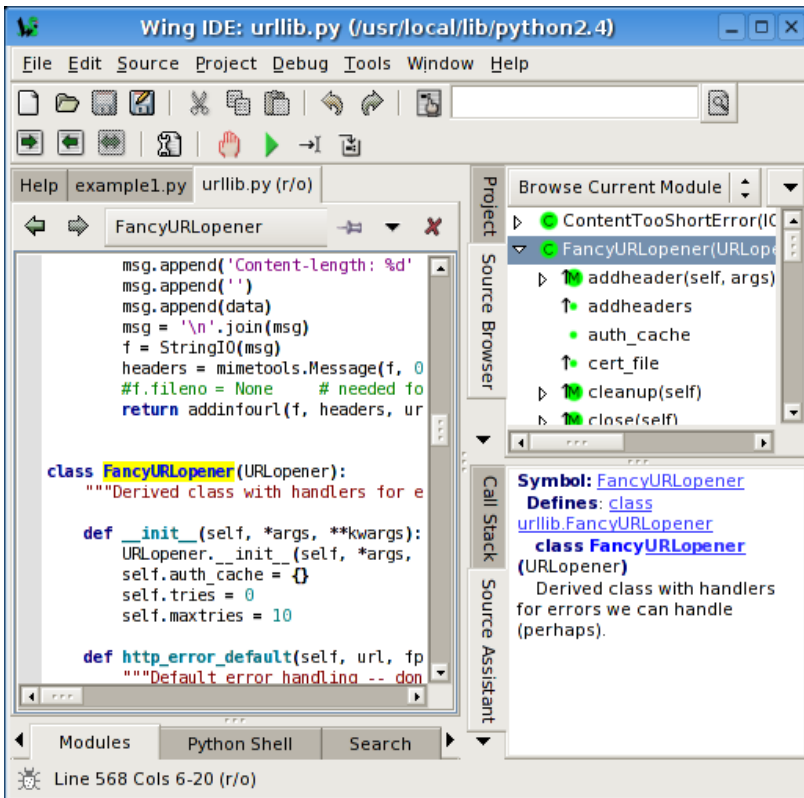 Wing IDE: urllib.py (/usr/local/lib/python2.4)
File Edit Source Project Debug Tools Window Help
Help example1.py urllib.py (r/o)
FancyURLopener
msg.append('Content-length: %d'
msg.append('')
msg.append(data)
msg = '\n'.join(msg)
f = StringIO(msg)
headers = mimetools.Message(f, 0
#f.fileno = None     # needed fo
return addinfourl(f, headers, ur
class FancyURLopener(URLopener):
"""Derived class with handlers for e
def __init__(self, *args, **kwargs):
URLopener.__init__(self, *args,
self.auth_cache = {}
self.tries = 0
self.maxtries = 10
def http_error_default(self, url, fp
"""Default error handling -- don
Modules Python Shell Search
Project
Source Browser
Browse Current Module
C ContentTooShortError(IO
C FancyURLopener(URLope
M addheader(self, args)
addheaders
auth_cache
cert_file
M cleanup(self)
M close(self)
Call Stack
Source Assistant
Symbol: FancyURLopener
Defines: class
urllib.FancyURLopener
class FancyURLopener
(URLopener)
Derived class with handlers
for errors we can handle
(perhaps).
Line 568 Cols 6-20 (r/o)